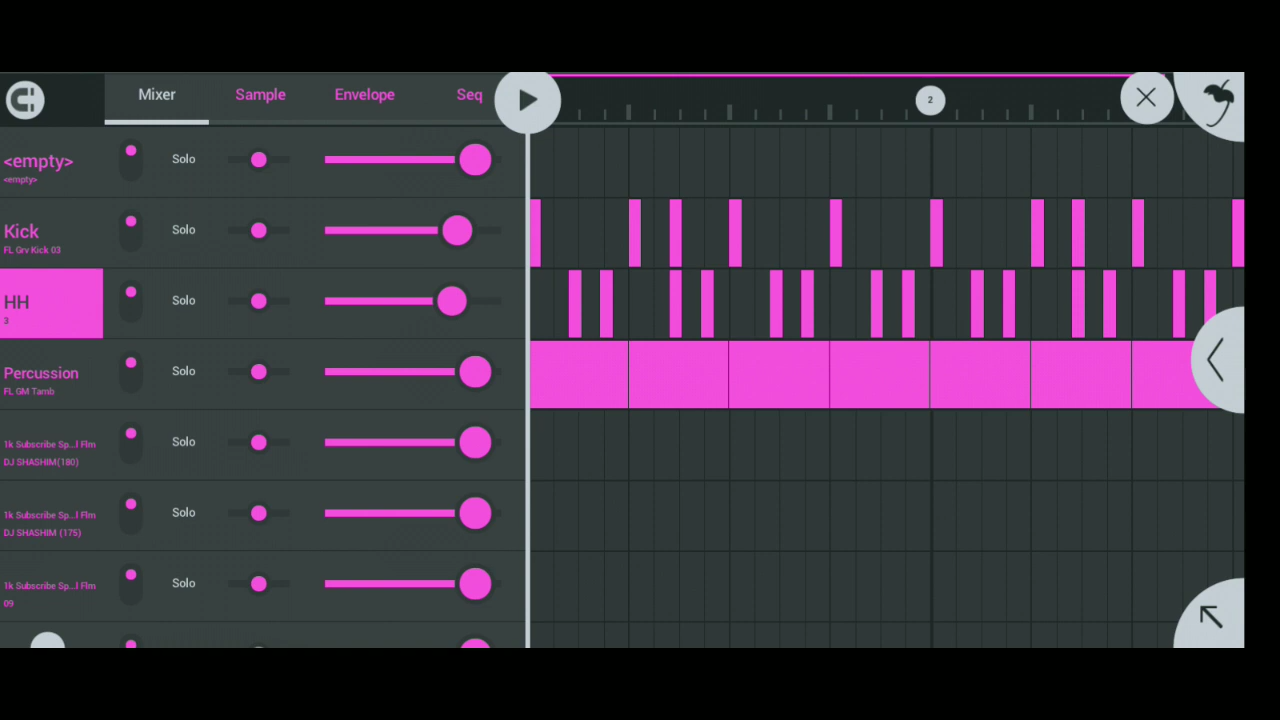 Mixer Sample Envelope Seq
2
<empty>
<empty>
Solo
Kick
FL Grv Kick 03
Solo
HH
3
Solo
Percussion
FL GM Tamb
Solo
1k Subscribe Sp...l Flm
DJ SHASHIM(180)
Solo
1k Subscribe Sp...l Flm
DJ SHASHIM (175)
Solo
1k Subscribe Sp...l Flm
09
Solo